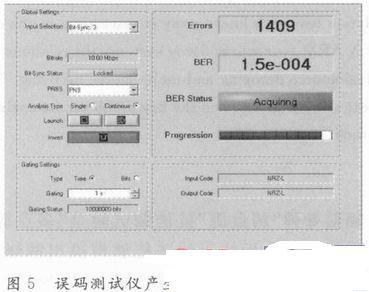 Global Settings
Input Selection Bit-Sync 2
Bitrate 10.00 Mbps
Bit-Sync Status Locked
PRBS PN9
Analysis Type Single Continuous
Launch
Invert
Errors 1409
BER 1.5e-004
BER Status Acquiring
Progression
Gating Settings
Type Time Bits
Gating 1 s
Gating Status 10000000 bits
Input Code NRZ-L
Output Code NRZ-L
图 5 误码测试仪产